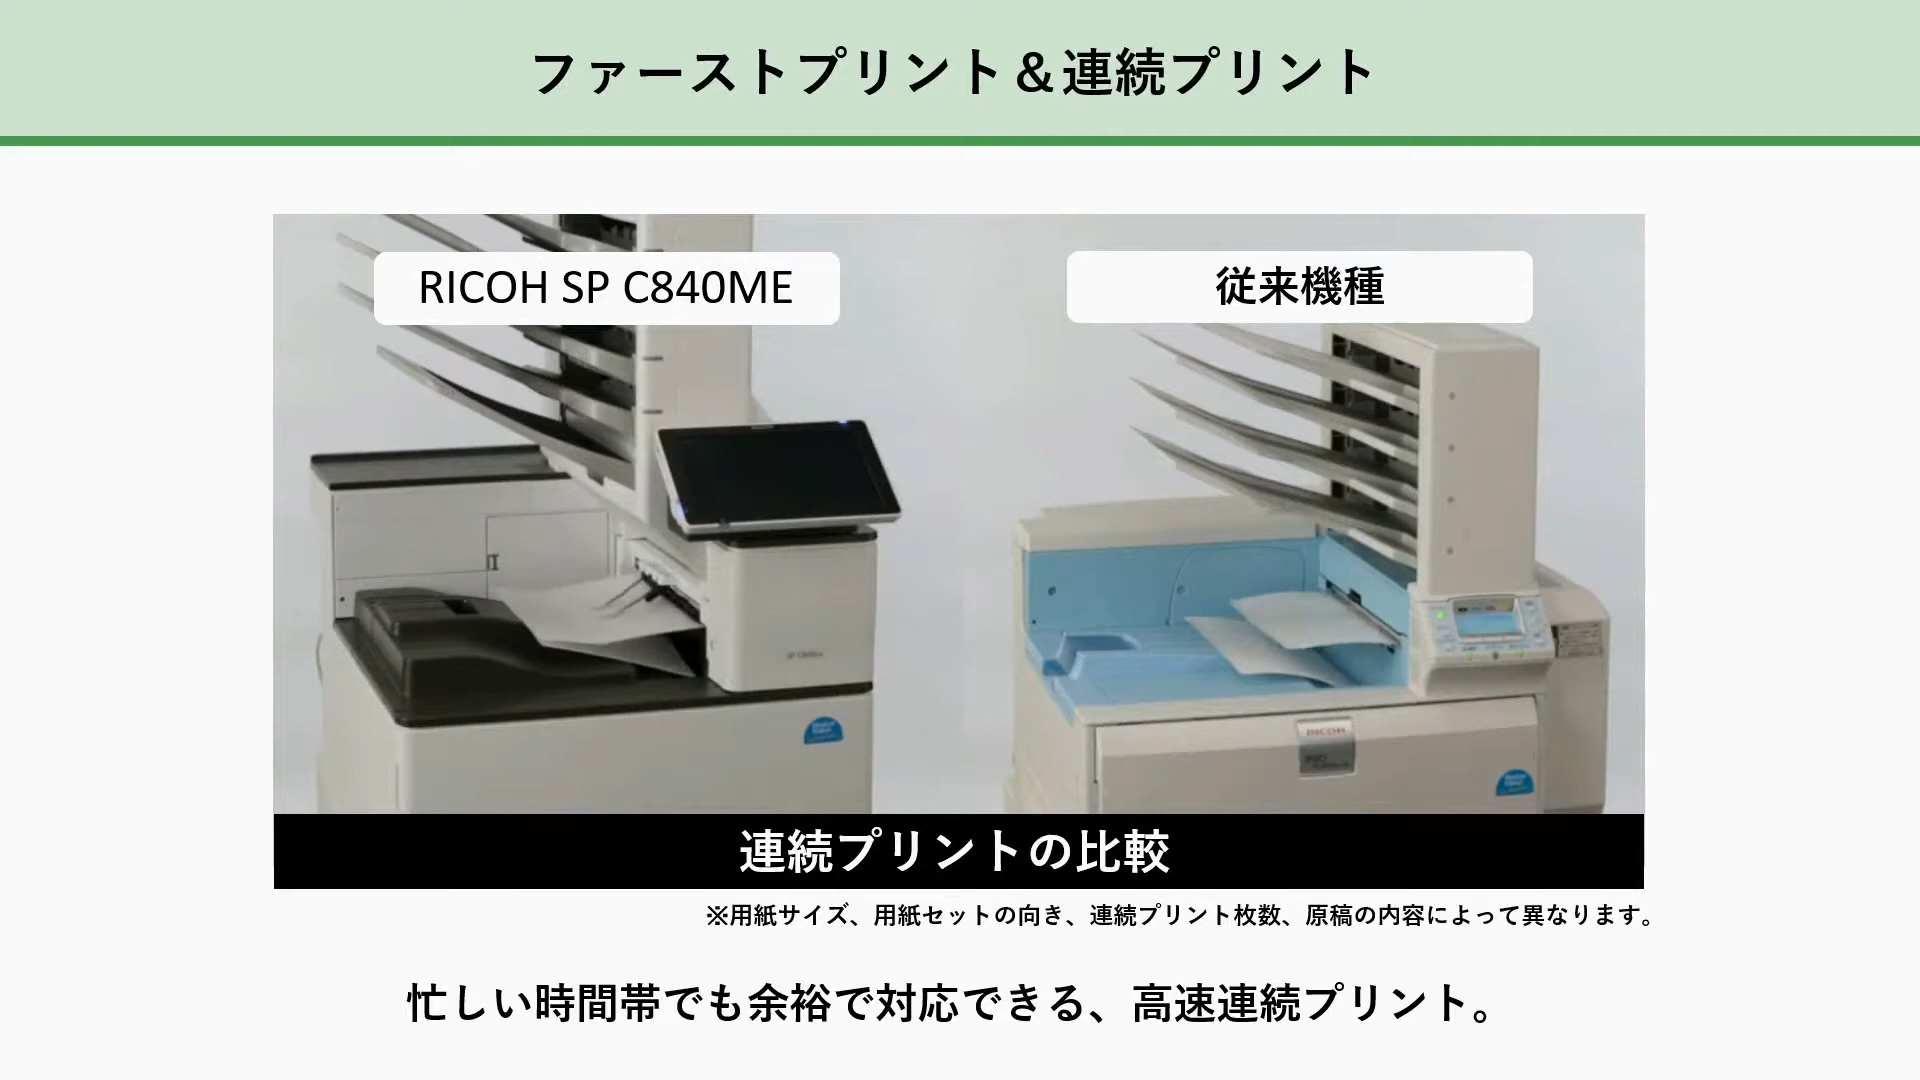 ファーストプリント＆連続プリント
RICOH SP C840ME
従来機種
RICOH
連続プリントの比較
※用紙サイズ、用紙セットの向き、連続プリント枚数、原稿の内容によって異なります。
忙しい時間帯でも余裕で対応できる、高速連続プリント。